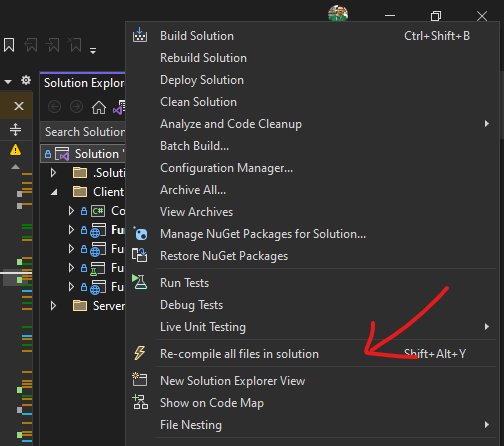 Solution Explor
Search Solution
Solution '
.Solu
Client
C# Co
Fur
Fu
Fu
Fu
Server
Build Solution Ctrl+Shift+B
Rebuild Solution
Deploy Solution
Clean Solution
Analyze and Code Cleanup
Batch Build...
Configuration Manager...
Archive All...
View Archives
Manage NuGet Packages for Solution...
Restore NuGet Packages
Run Tests
Debug Tests
Live Unit Testing
Re-compile all files in solution Shift+Alt+Y
New Solution Explorer View
Show on Code Map
File Nesting